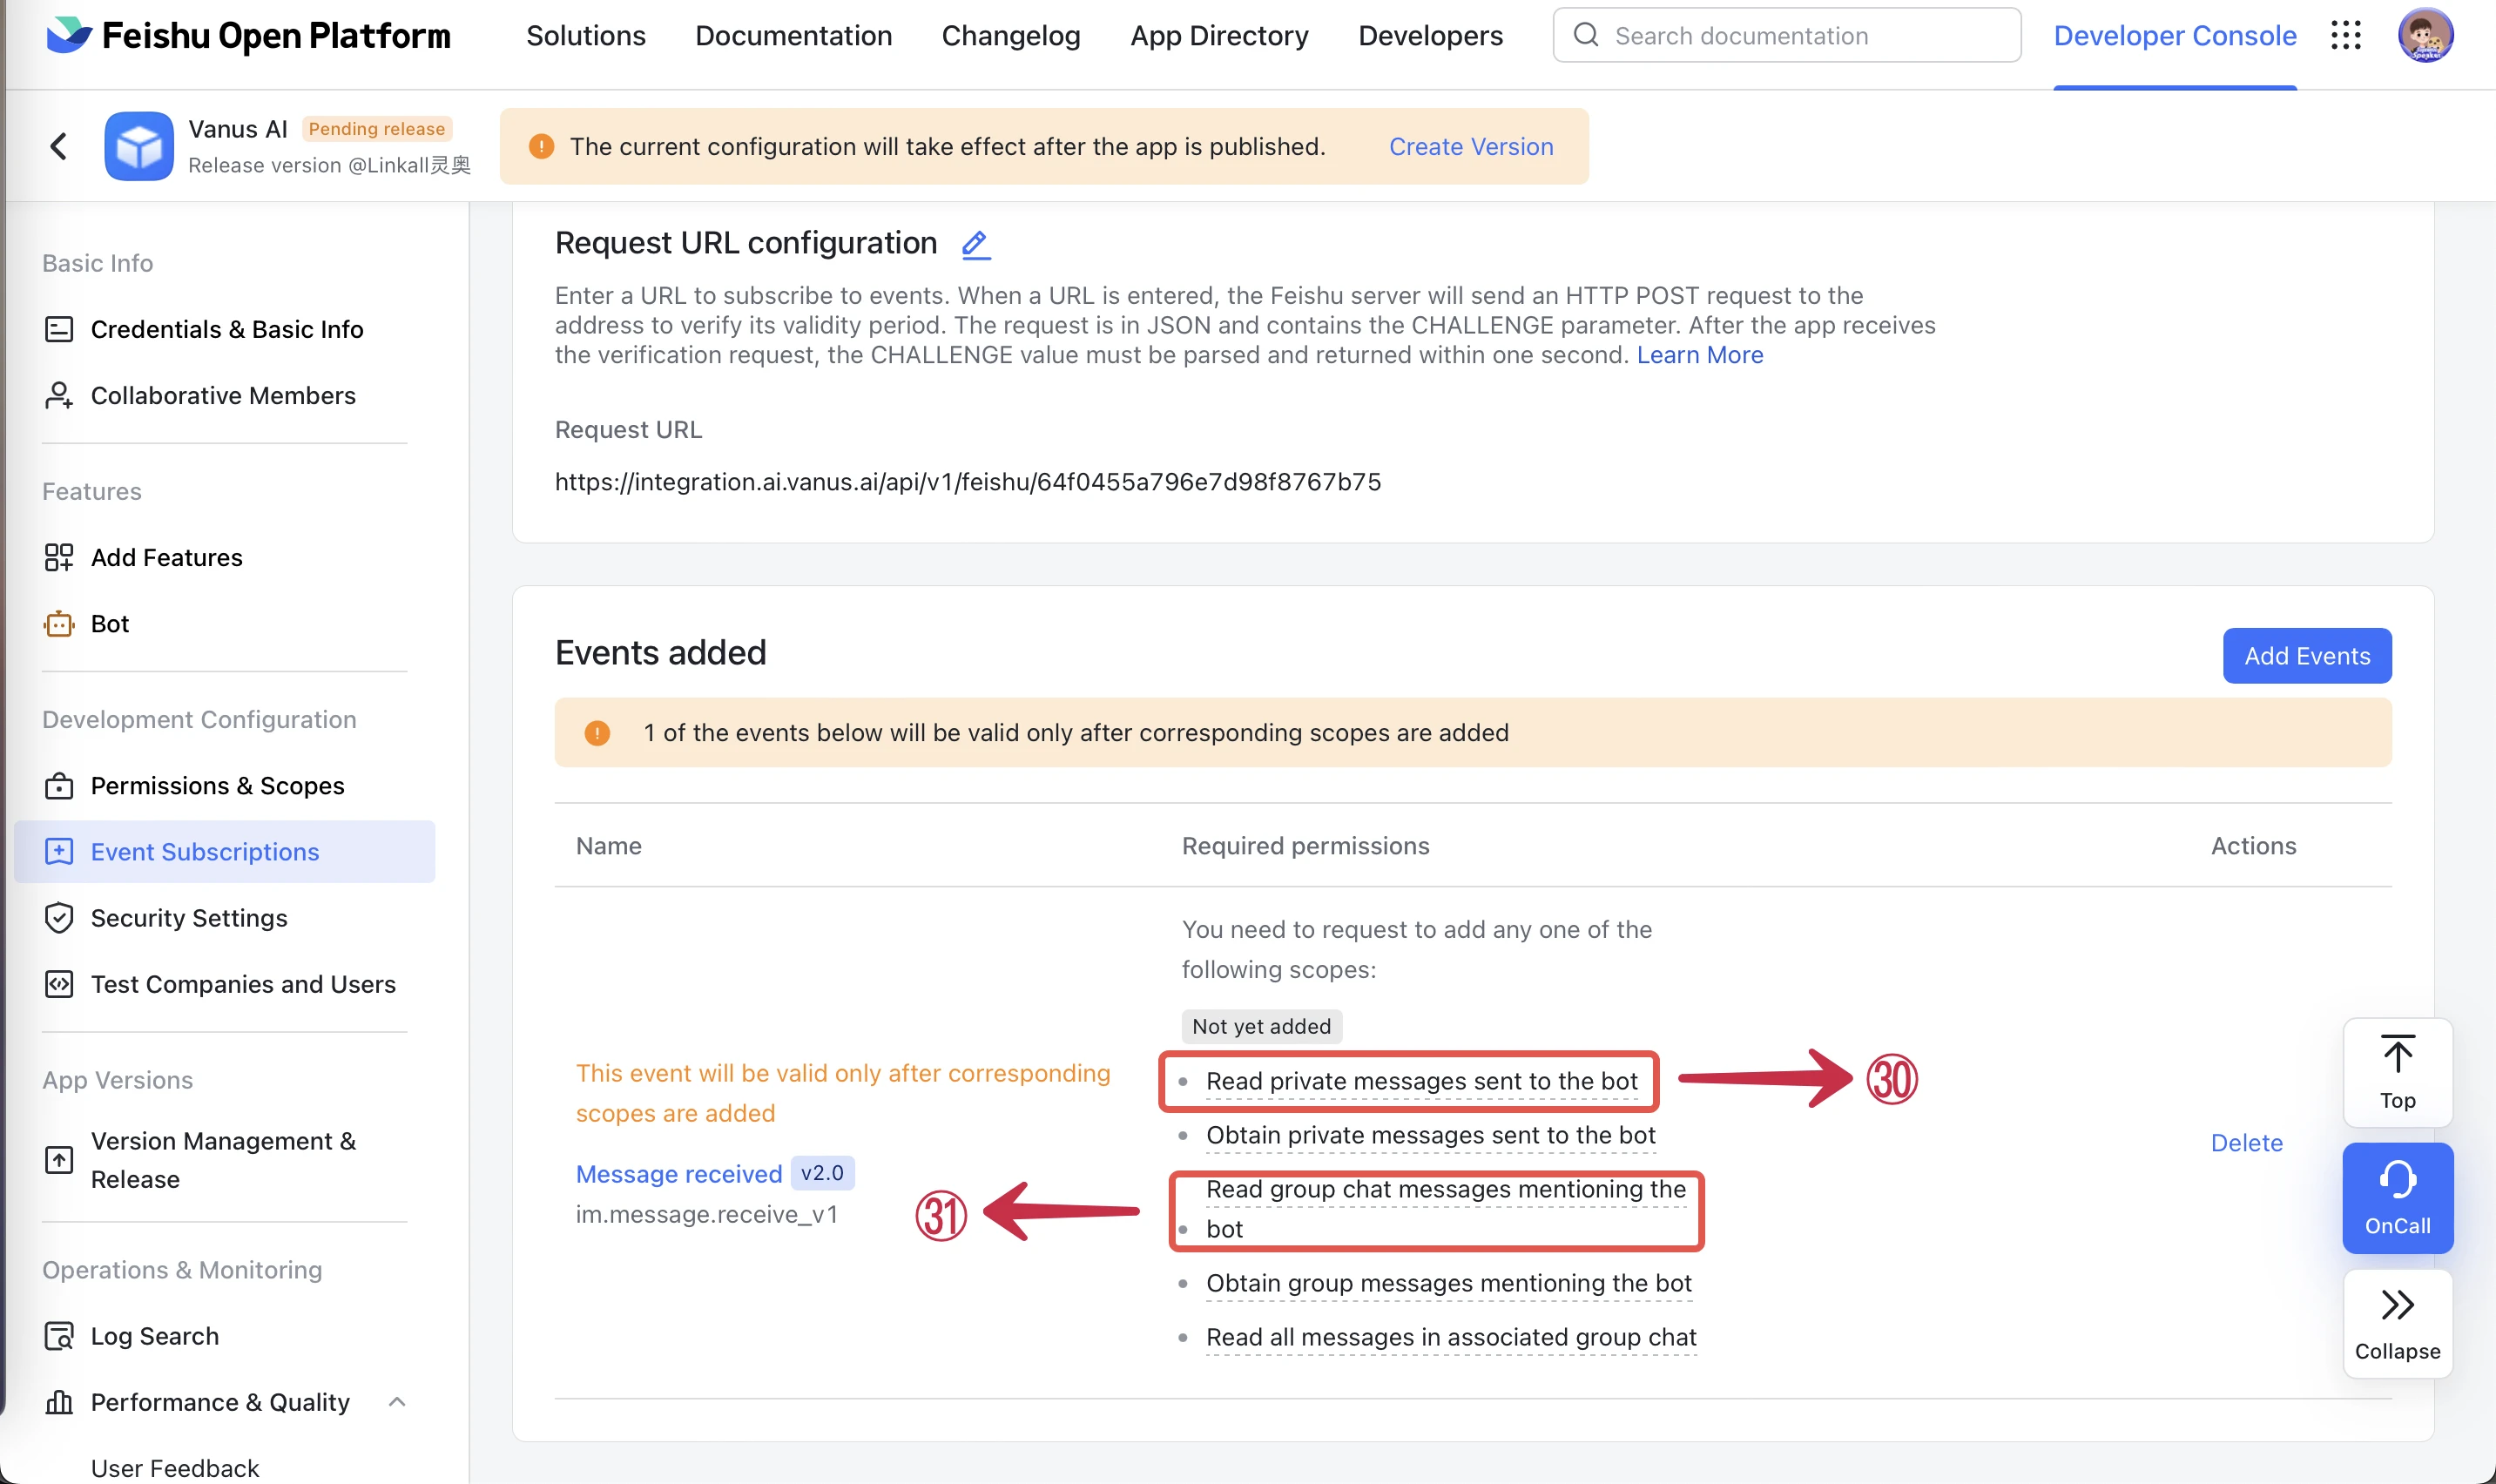 Feishu Open Platform
Solutions
Documentation
Changelog
App Directory
Developers
Search documentation
Developer Console
Vanus AI
Pending release
Release version @Linkall灵奥
The current configuration will take effect after the app is published.
Create Version
Basic Info
Credentials & Basic Info
Collaborative Members
Features
Add Features
Bot
Development Configuration
Permissions & Scopes
Event Subscriptions
Security Settings
Test Companies and Users
App Versions
Version Management &
Release
Operations & Monitoring
Log Search
Performance & Quality
User Feedback
Request URL configuration
Enter a URL to subscribe to events. When a URL is entered, the Feishu server will send an HTTP POST request to the
address to verify its validity period. The request is in JSON and contains the CHALLENGE parameter. After the app receives
the verification request, the CHALLENGE value must be parsed and returned within one second. Learn More
Request URL
https://integration.ai.vanus.ai/api/v1/feishu/64f0455a796e7d98f8767b75
Events added
Add Events
1 of the events below will be valid only after corresponding scopes are added
Name
Required permissions
Actions
This event will be valid only after corresponding
scopes are added
Message received v2.0
im.message.receive_v1
You need to request to add any one of the
following scopes:
Not yet added
Read private messages sent to the bot
㉚
Obtain private messages sent to the bot
Read group chat messages mentioning the
bot
㉛
Obtain group messages mentioning the bot
Read all messages in associated group chat
Delete
Top
OnCall
Collapse